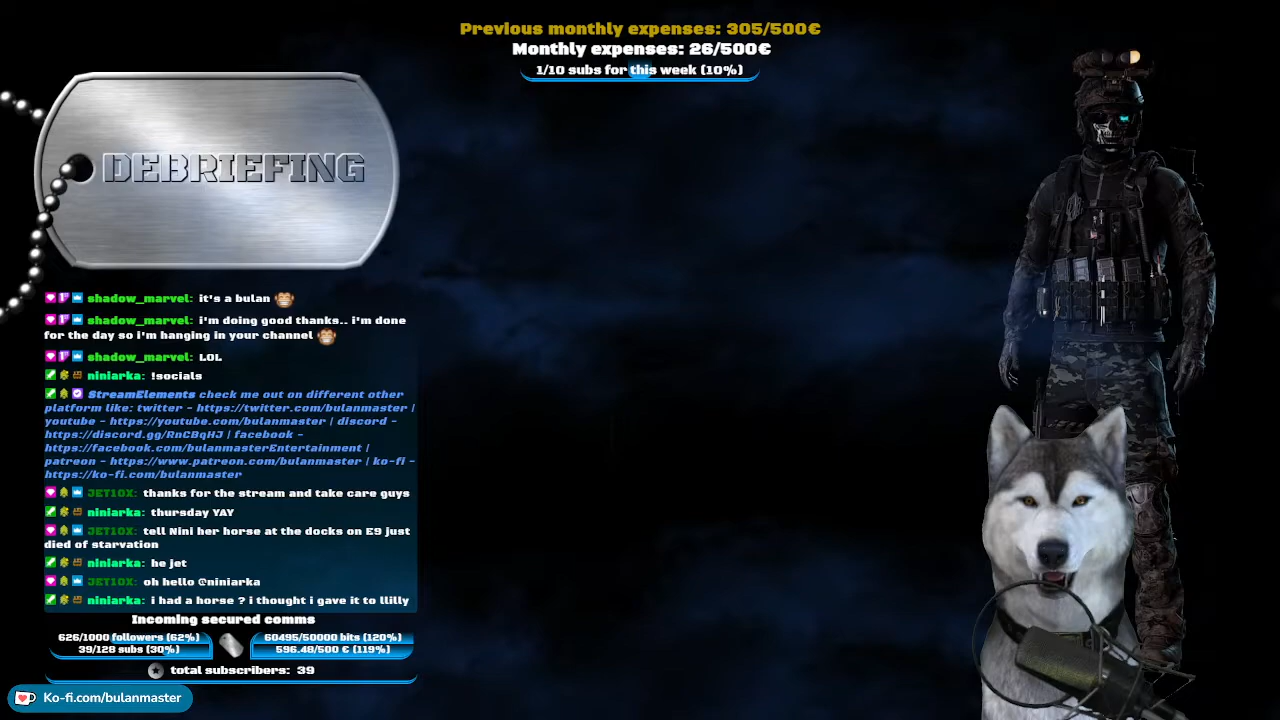 Previous monthly expenses: 305/500€
Monthly expenses: 26/500€
1/10 subs for this week (10%)
DEBRIEFING
shadow_marvel: it's a bulan
shadow_marvel: i'm doing good thanks.. i'm done
for the day so i'm hanging in your channel
shadow_marvel: LOL
niniarka: !socials
StreamElements check me out on different other
platform like: twitter - https://twitter.com/bulanmaster |
youtube - https://youtube.com/bulanmaster | discord -
https://discord.gg/RnCBqHJ | facebook -
https://facebook.com/bulanmasterEntertainment |
patreon - https://www.patreon.com/bulanmaster | ko-fi -
https://ko-fi.com/bulanmaster
JET10X: thanks for the stream and take care guys
niniarka: thursday YAY
JET10X: tell Nini her horse at the docks on E9 just
died of starvation
niniarka: he jet
JET10X: oh hello @niniarka
niniarka: i had a horse ? i thought i gave it to llilly
Incoming secured comms
626/1000 followers (62%)
60495/50000 bits (120%)
39/128 subs (30%)
596.48/500 € (119%)
total subscribers: 39
Ko-fi.com/bulanmaster